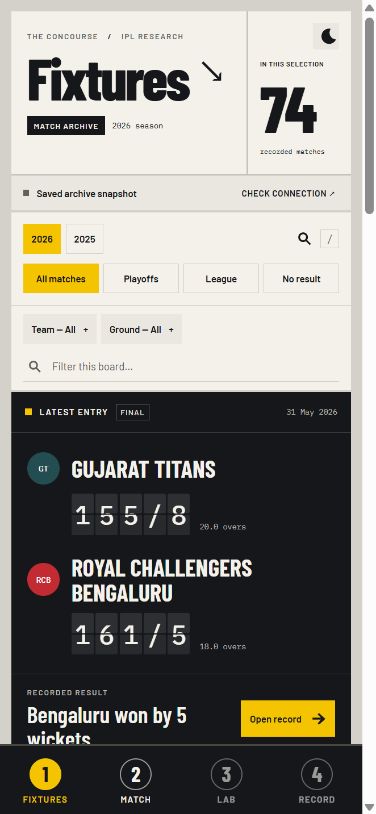 THE CONCOURSE / IPL RESEARCH
Fixtures ↘
MATCH ARCHIVE 2026 season
IN THIS SELECTION
74
recorded matches
Saved archive snapshot CHECK CONNECTION ↗
2026 2025 /
All matches Playoffs League No result
Team — All + Ground — All +
Filter this board…
LATEST ENTRY FINAL 31 May 2026
GT GUJARAT TITANS
155/8 20.0 overs
RCB ROYAL CHALLENGERS
BENGALURU
161/5 18.0 overs
RECORDED RESULT
Bengaluru won by 5
wickets
Open record →
1 2 3 4
FIXTURES MATCH LAB RECORD